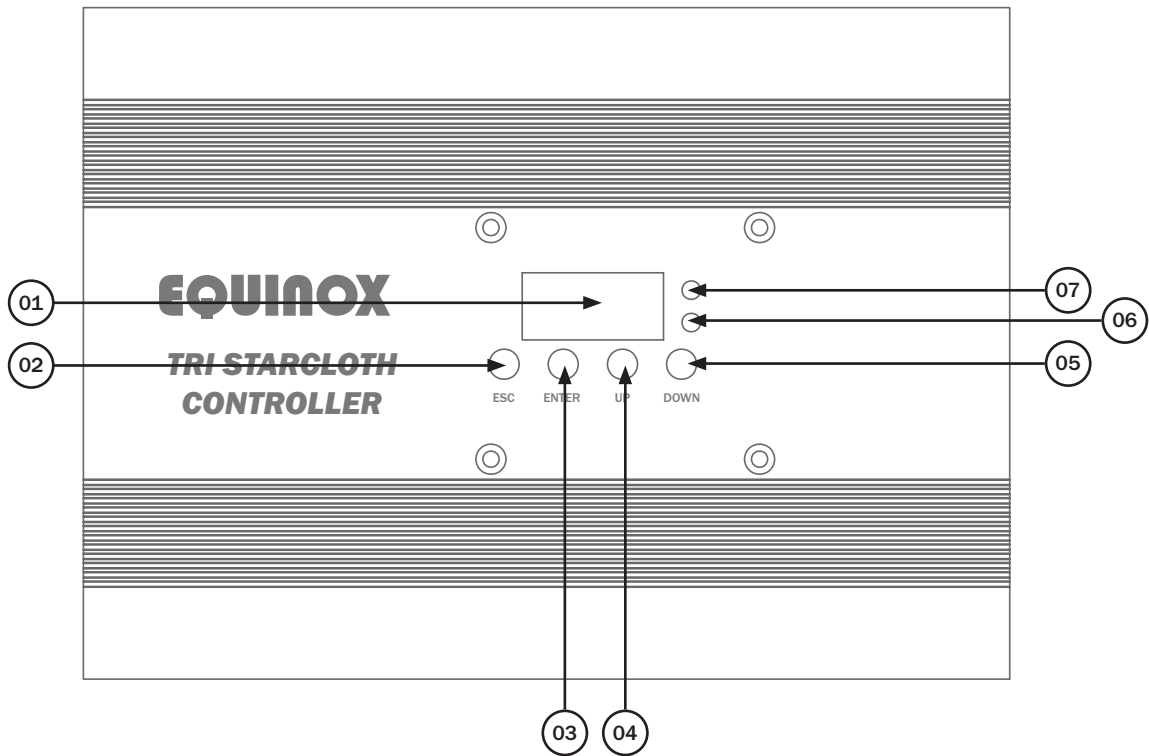 EQUINOX
TRI STARCLOTH
CONTROLLER
01
02
03
04
05
06
07
ESC
ENTER
UP
DOWN